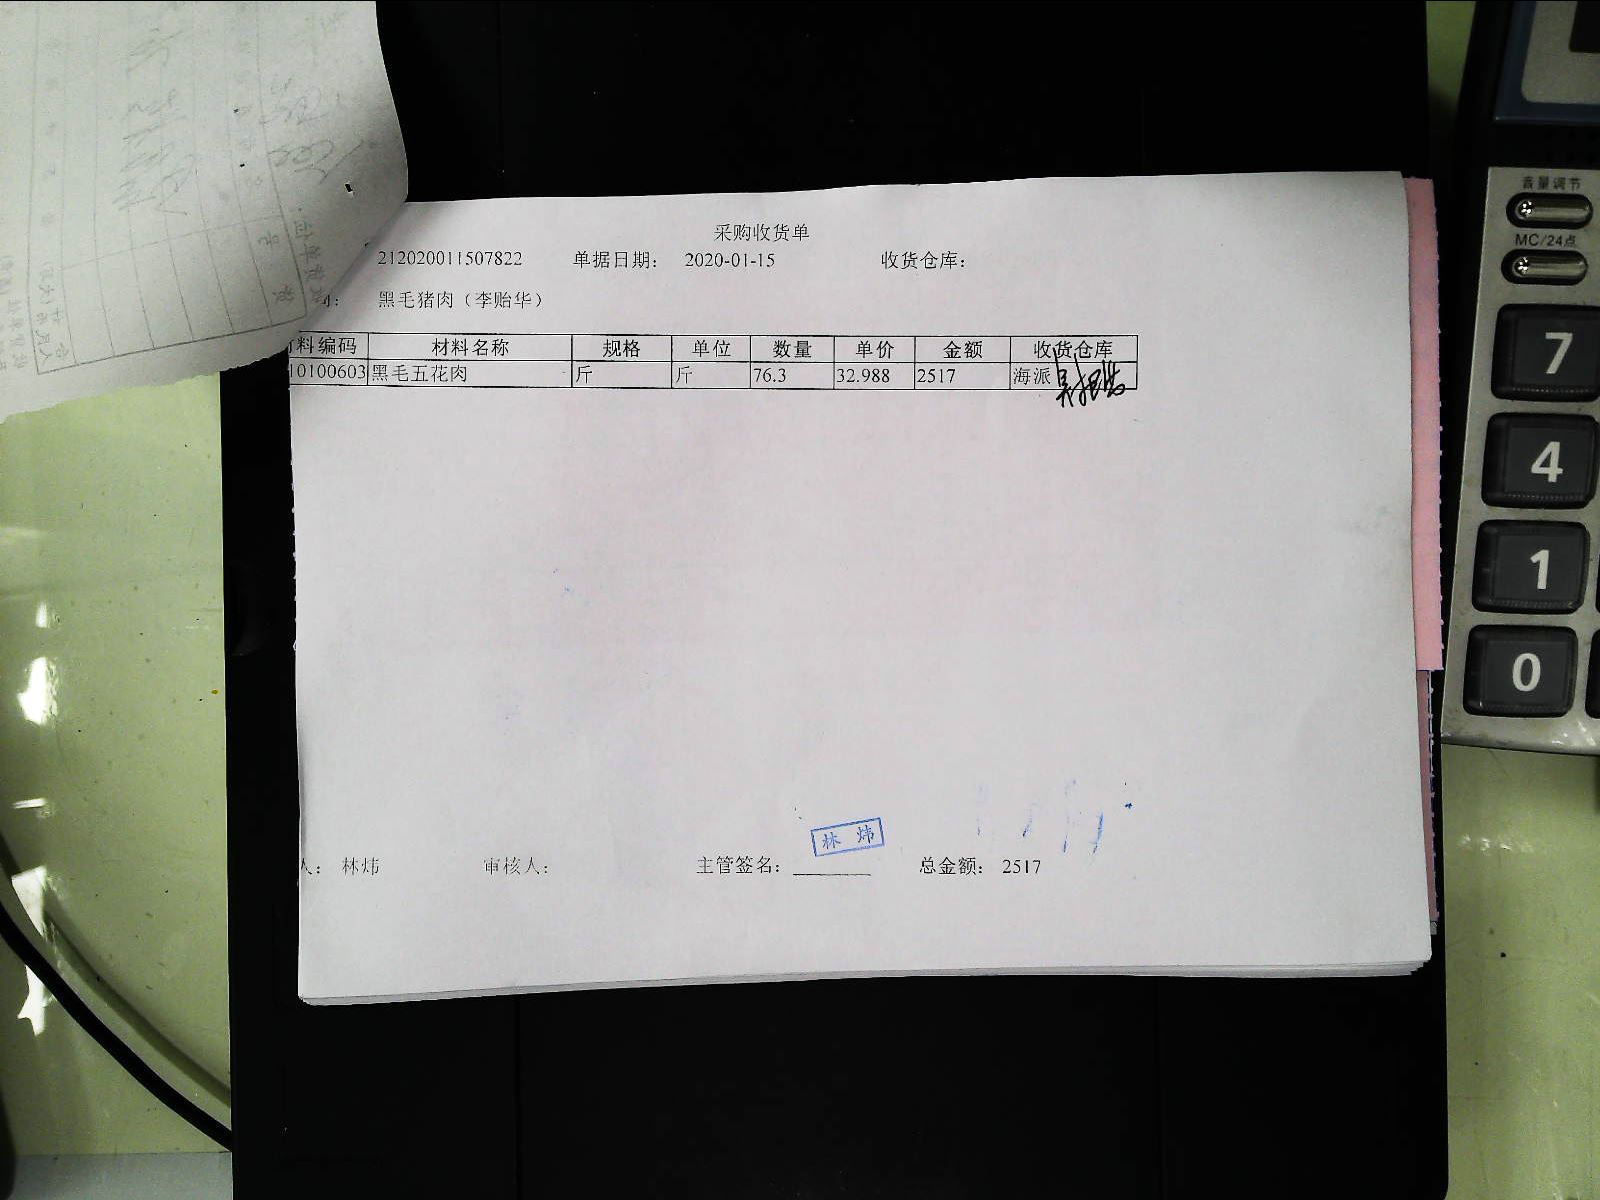 采购收货单
212020011507822 单据日期: 2020-01-15 收货仓库:
黑毛猪肉（李贻华）
料编码 材料名称 规格 单位 数量 单价 金额 收货仓库
10100603 黑毛五花肉 斤 斤 76.3 32.988 2517 海派
林 炜
人: 林炜 审核人: 主管签名: 总金额: 2517
音量调节
MC/24点
7
4
1
0